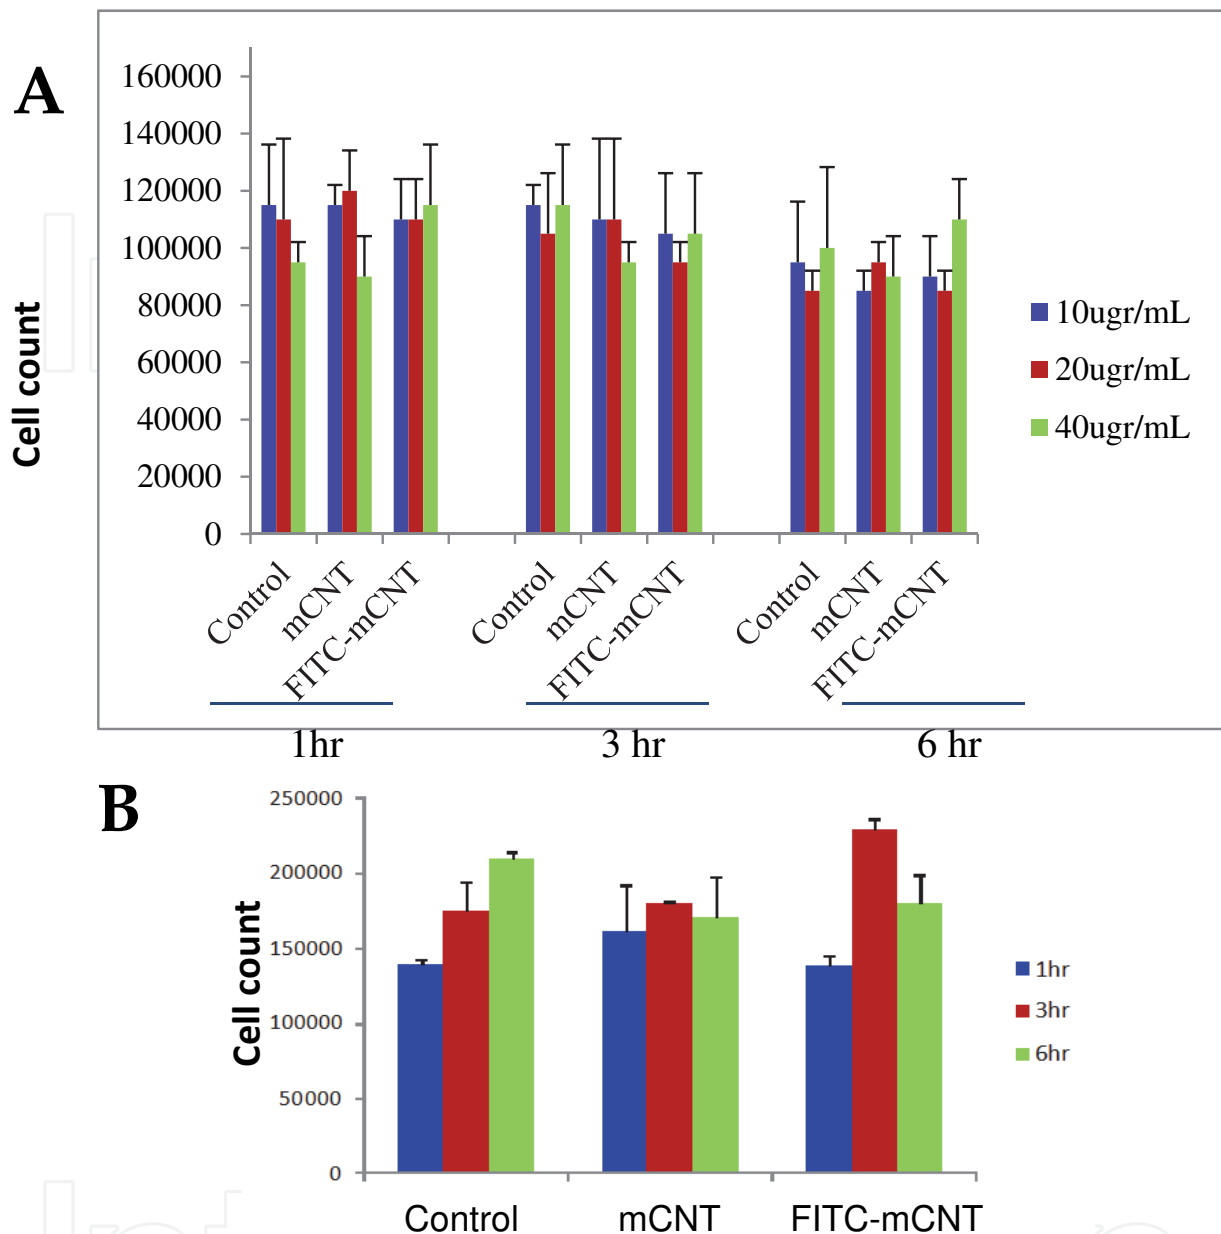 A
160000
140000
120000
100000
80000
60000
40000
20000
0
Cell count
10ugr/mL
20ugr/mL
40ugr/mL
Control
mCNT
FITC-mCNT
Control
mCNT
FITC-mCNT
Control
mCNT
FITC-mCNT
1hr
3 hr
6 hr
B
250000
200000
150000
100000
50000
0
Cell count
1hr
3hr
6hr
Control
mCNT
FITC-mCNT